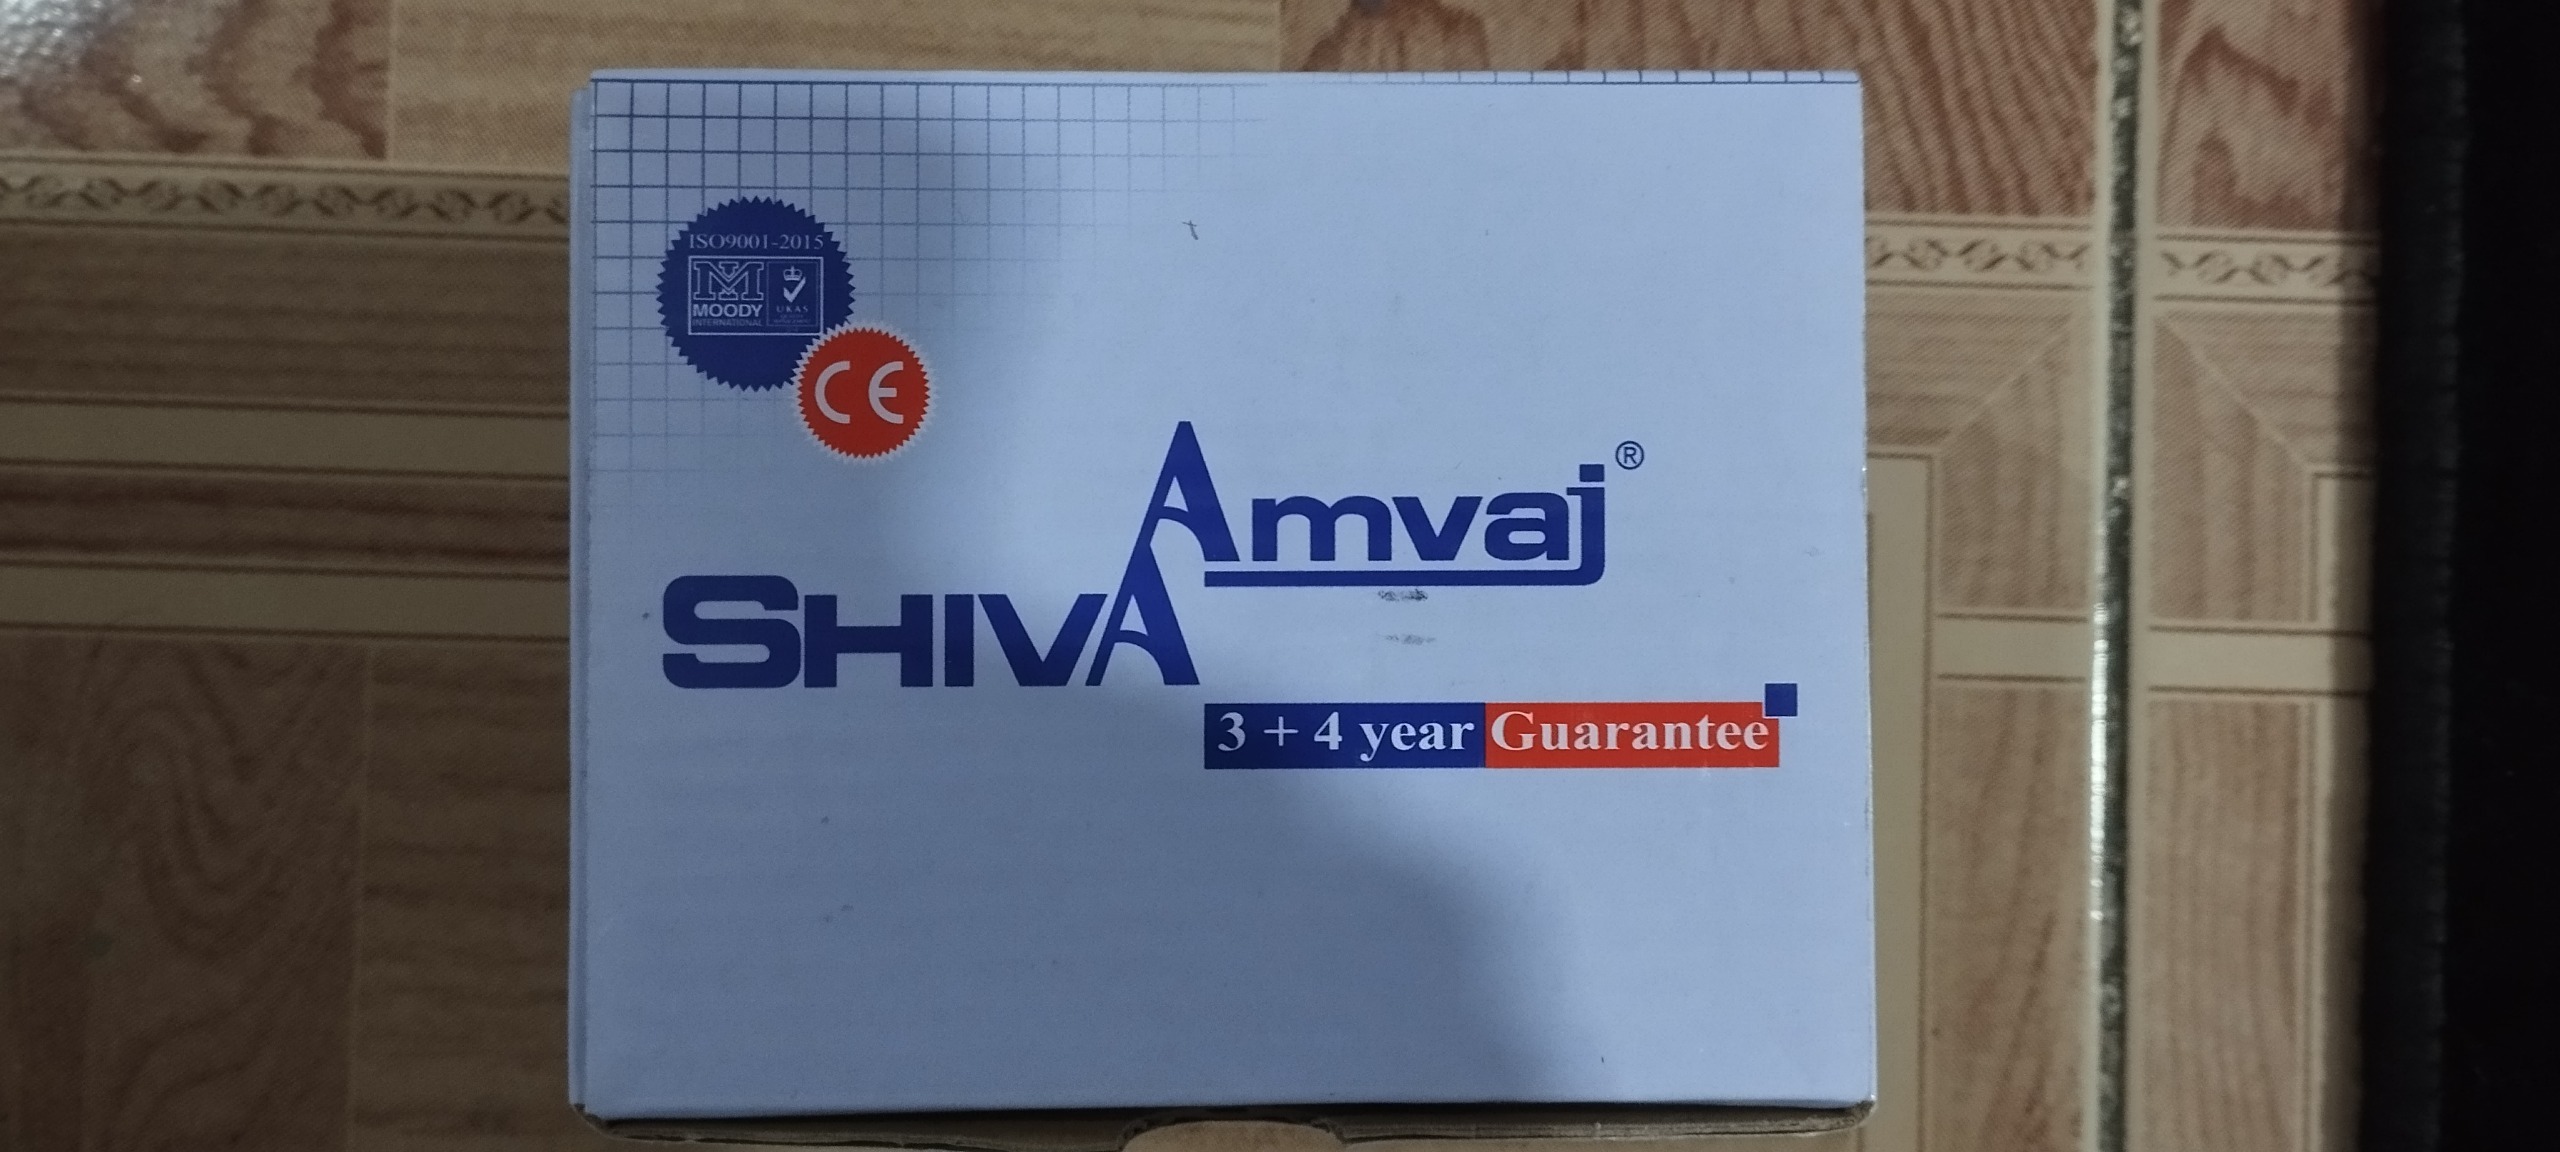 ISO9001-2015
MOODY
INTERNATIONAL
UKAS
CE
Amvaj ®
SHIVA
3 + 4 year Guarantee